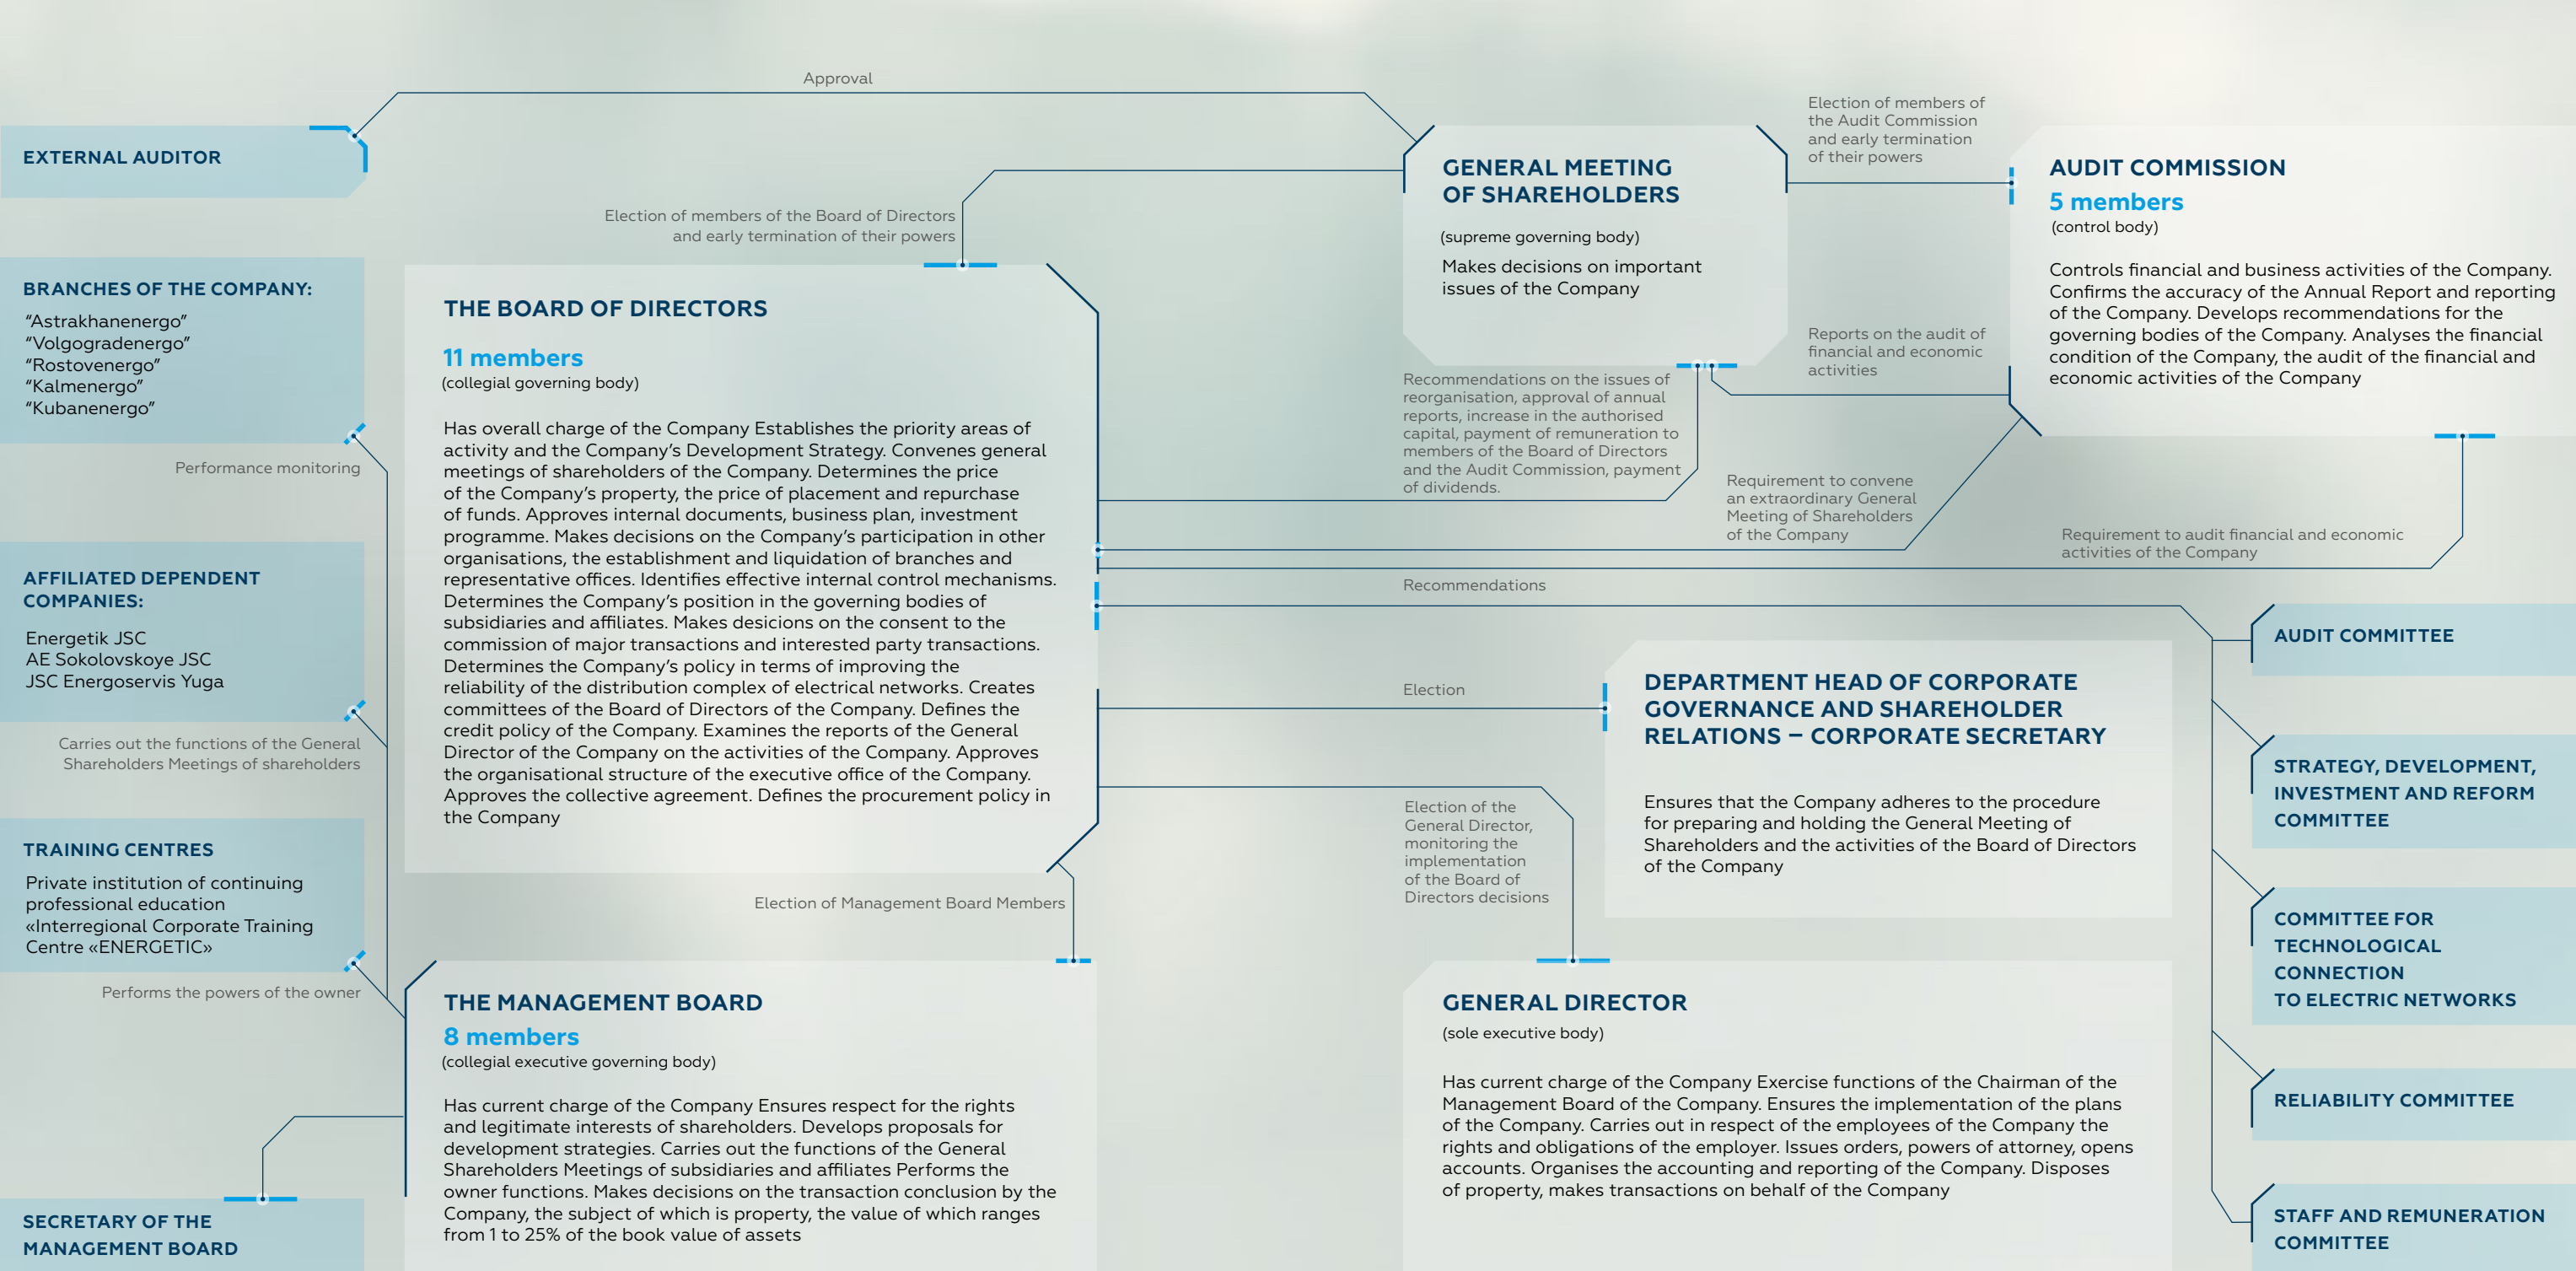 Approval
EXTERNAL AUDITOR
Election of members of the Board of Directors
and early termination of their powers
GENERAL MEETING
OF SHAREHOLDERS
(supreme governing body)
Makes decisions on important
issues of the Company
Election of members of
the Audit Commission
and early termination
of their powers
AUDIT COMMISSION
5 members
(control body)
Controls financial and business activities of the Company.
Confirms the accuracy of the Annual Report and reporting
of the Company. Develops recommendations for the
governing bodies of the Company. Analyses the financial
condition of the Company, the audit of the financial and
economic activities of the Company
BRANCHES OF THE COMPANY:
“Astrakhanenergo”
“Volgogradenergo”
“Rostovenergo”
“Kalmenergo”
“Kubanenergo”
Performance monitoring
THE BOARD OF DIRECTORS
11 members
(collegial governing body)
Has overall charge of the Company Establishes the priority areas of
activity and the Company’s Development Strategy. Convenes general
meetings of shareholders of the Company. Determines the price
of the Company’s property, the price of placement and repurchase
of funds. Approves internal documents, business plan, investment
programme. Makes decisions on the Company’s participation in other
organisations, the establishment and liquidation of branches and
representative offices. Identifies effective internal control mechanisms.
Determines the Company’s position in the governing bodies of
subsidiaries and affiliates. Makes desicions on the consent to the
commission of major transactions and interested party transactions.
Determines the Company’s policy in terms of improving the
reliability of the distribution complex of electrical networks. Creates
committees of the Board of Directors of the Company. Defines the
credit policy of the Company. Examines the reports of the General
Director of the Company on the activities of the Company. Approves
the organisational structure of the executive office of the Company.
Approves the collective agreement. Defines the procurement policy in
the Company
Recommendations on the issues of
reorganisation, approval of annual
reports, increase in the authorised
capital, payment of remuneration to
members of the Board of Directors
and the Audit Commission, payment
of dividends.
Reports on the audit of
financial and economic
activities
Requirement to convene
an extraordinary General
Meeting of Shareholders
of the Company
Requirement to audit financial and economic
activities of the Company
Recommendations
AFFILIATED DEPENDENT
COMPANIES:
Energetik JSC
AE Sokolovskoye JSC
JSC Energoservis Yuga
Carries out the functions of the General
Shareholders Meetings of shareholders
TRAINING CENTRES
Private institution of continuing
professional education
«Interregional Corporate Training
Centre «ENERGETIC»
Performs the powers of the owner
Election
DEPARTMENT HEAD OF CORPORATE
GOVERNANCE AND SHAREHOLDER
RELATIONS – CORPORATE SECRETARY
Ensures that the Company adheres to the procedure
for preparing and holding the General Meeting of
Shareholders and the activities of the Board of Directors
of the Company
Election of the
General Director,
monitoring the
implementation
of the Board of
Directors decisions
Election of Management Board Members
AUDIT COMMITTEE
STRATEGY, DEVELOPMENT,
INVESTMENT AND REFORM
COMMITTEE
COMMITTEE FOR
TECHNOLOGICAL
CONNECTION
TO ELECTRIC NETWORKS
RELIABILITY COMMITTEE
STAFF AND REMUNERATION
COMMITTEE
THE MANAGEMENT BOARD
8 members
(collegial executive governing body)
Has current charge of the Company Ensures respect for the rights
and legitimate interests of shareholders. Develops proposals for
development strategies. Carries out the functions of the General
Shareholders Meetings of subsidiaries and affiliates Performs the
owner functions. Makes decisions on the transaction conclusion by the
Company, the subject of which is property, the value of which ranges
from 1 to 25% of the book value of assets
GENERAL DIRECTOR
(sole executive body)
Has current charge of the Company Exercise functions of the Chairman of the
Management Board of the Company. Ensures the implementation of the plans
of the Company. Carries out in respect of the employees of the Company the
rights and obligations of the employer. Issues orders, powers of attorney, opens
accounts. Organises the accounting and reporting of the Company. Disposes
of property, makes transactions on behalf of the Company
SECRETARY OF THE
MANAGEMENT BOARD